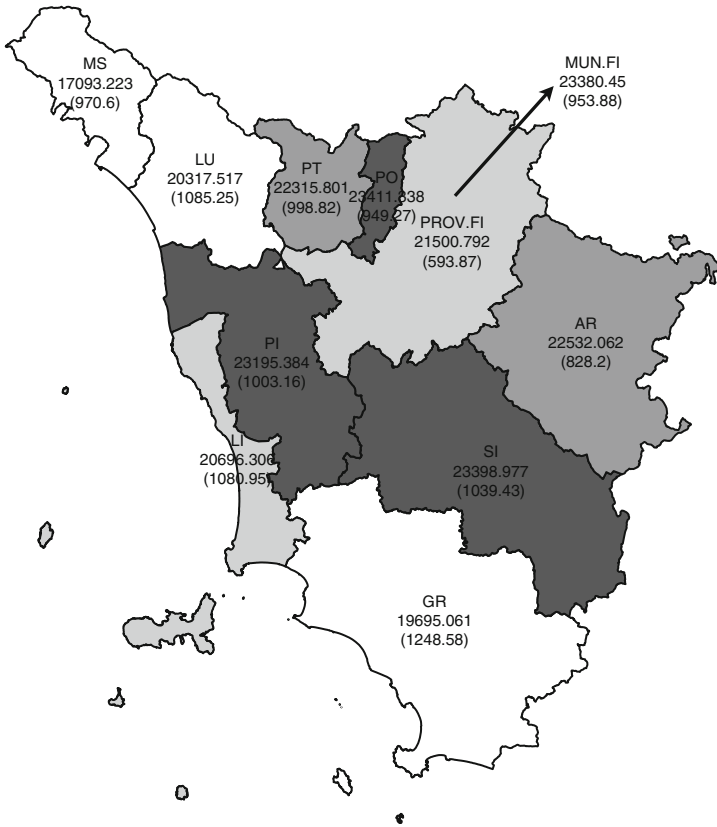 MS
17093.223
(970.6)
MUN.FI
23380.45
(953.88)
LU
20317.517
(1085.25)
PT
22315.801
(998.82)
PO
23411.838
(949.27)
PROV.FI
21500.792
(593.87)
AR
22532.062
(828.2)
PI
23195.384
(1003.16)
LI
20696.306
(1080.95)
SI
23398.977
(1039.43)
GR
19695.061
(1248.58)